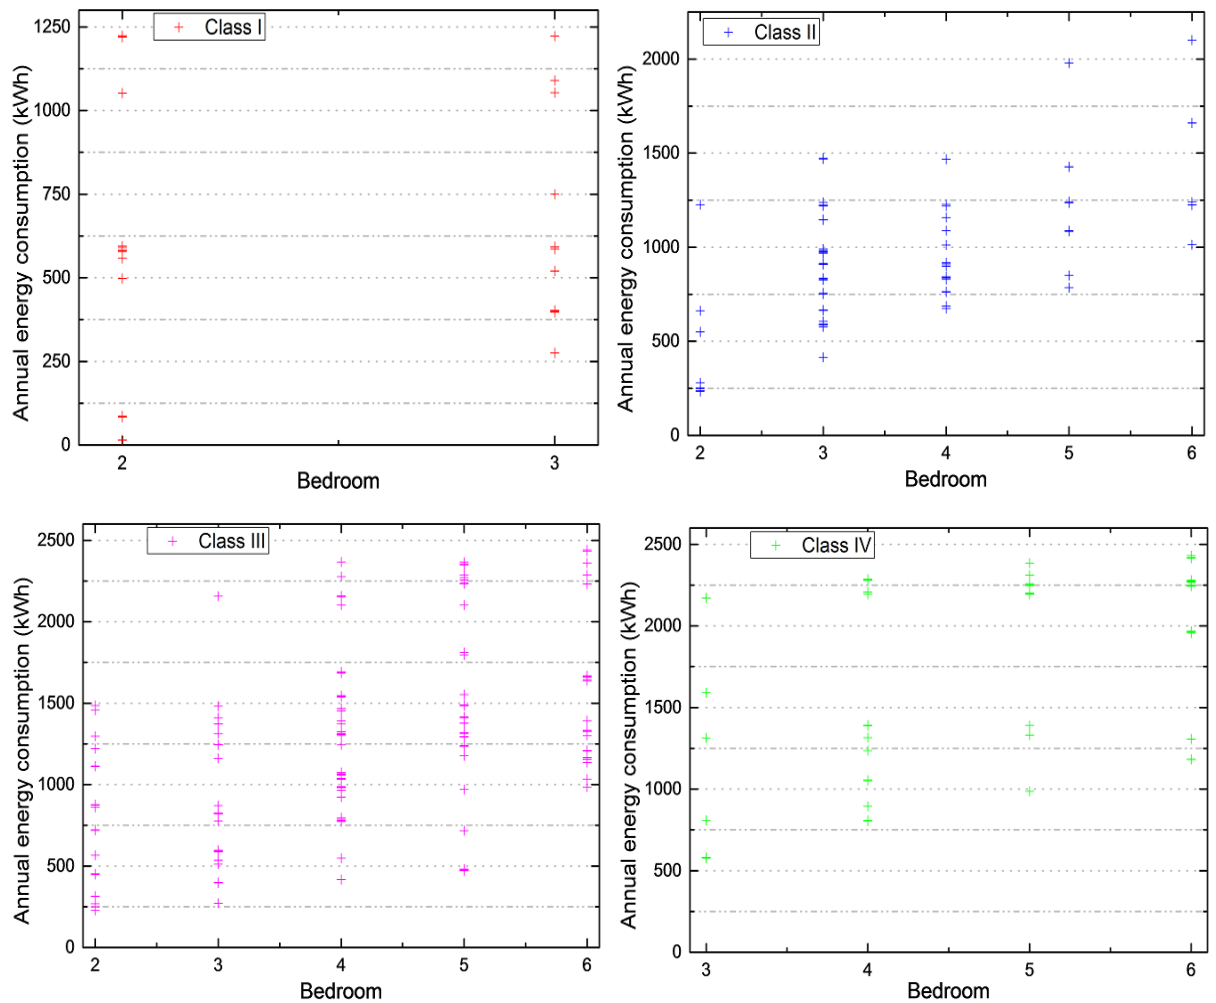 Class I
Annual energy consumption (kWh)
1250
1000
750
500
250
0
2 3
Bedroom
Class II
Annual energy consumption (kWh)
2000
1500
1000
500
0
2 3 4 5 6
Bedroom
Class III
Annual energy consumption (kWh)
2500
2000
1500
1000
500
0
2 3 4 5 6
Bedroom
Class IV
Annual energy consumption (kWh)
2500
2000
1500
1000
500
0
3 4 5 6
Bedroom